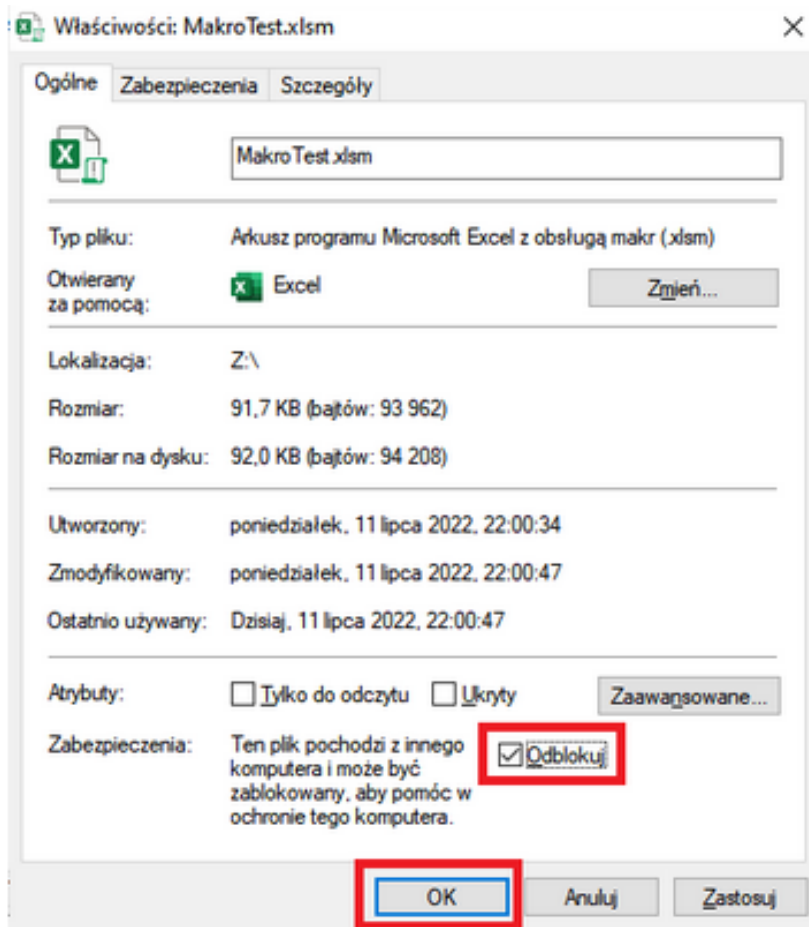 Właściwości: MakroTest.xlsm
Ogólne Zabezpieczenia Szczegóły
MakroTest.xlsm
Typ pliku: Arkusz programu Microsoft Excel z obsługą makr (.xlsm)
Otwierany
za pomocą:
Excel
Zmień...
Lokalizacja: Z:\
Rozmiar: 91,7 KB (bajtów: 93 962)
Rozmiar na dysku: 92,0 KB (bajtów: 94 208)
Utworzony: poniedziałek, 11 lipca 2022, 22:00:34
Zmodyfikowany: poniedziałek, 11 lipca 2022, 22:00:47
Ostatnio używany: Dzisiaj, 11 lipca 2022, 22:00:47
Atrybuty: Tylko do odczytu Ukryty Zaawansowane...
Zabezpieczenia: Ten plik pochodzi z innego
komputera i może być
zablokowany, aby pomóc w
ochronie tego komputera.
Odblokuj
OK Anuluj Zastosuj